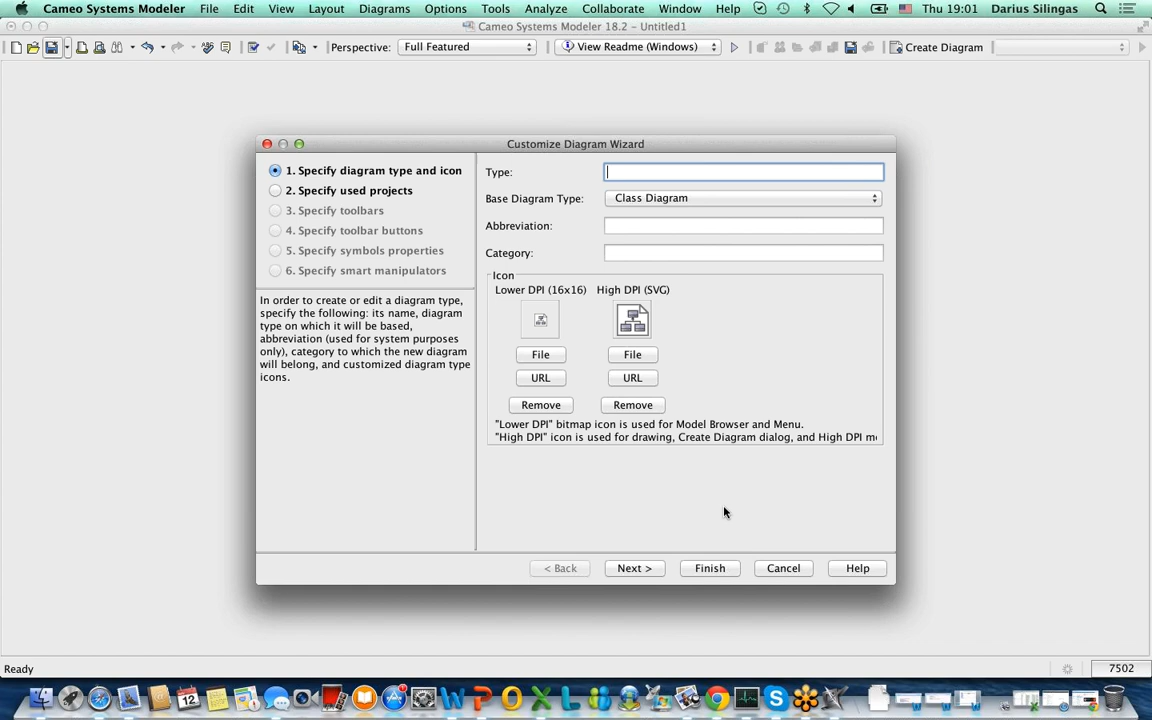 Cameo Systems Modeler File Edit View Layout Diagrams Options Tools Analyze Collaborate Window Help Thu 19:01 Darius Silingas
Cameo Systems Modeler 18.2 - Untitled1
Perspective: Full Featured View Readme (Windows) Create Diagram
Customize Diagram Wizard
1. Specify diagram type and icon
2. Specify used projects
3. Specify toolbars
4. Specify toolbar buttons
5. Specify symbols properties
6. Specify smart manipulators
In order to create or edit a diagram type,
specify the following: its name, diagram
type on which it will be based,
abbreviation (used for system purposes
only), category to which the new diagram
will belong, and customized diagram type
icons.
Type:
Base Diagram Type: Class Diagram
Abbreviation:
Category:
Icon
Lower DPI (16x16) High DPI (SVG)
File File
URL URL
Remove Remove
"Lower DPI" bitmap icon is used for Model Browser and Menu.
"High DPI" icon is used for drawing, Create Diagram dialog, and High DPI m
< Back Next > Finish Cancel Help
Ready 7502